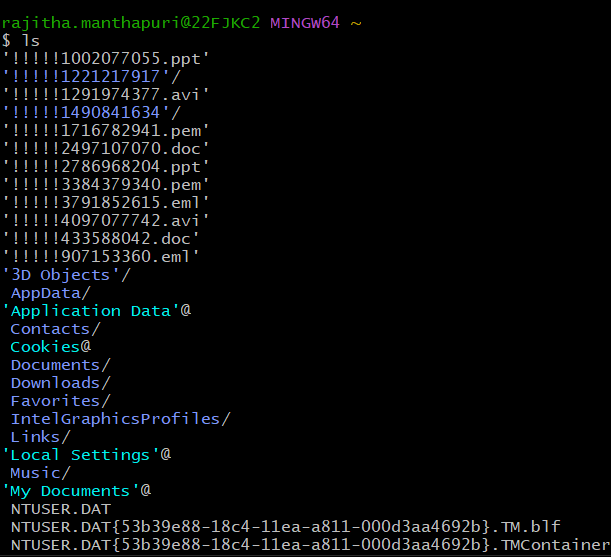 rajitha.manthapuri@22FJKC2 MINGW64 ~
$ ls
'!!!!!1002077055.ppt'
'!!!!!1221217917'/
'!!!!!1291974377.avi'
'!!!!!1490841634'/
'!!!!!1716782941.pem'
'!!!!!2497107070.doc'
'!!!!!2786968204.ppt'
'!!!!!3384379340.pem'
'!!!!!3791852615.eml'
'!!!!!4097077742.avi'
'!!!!!433588042.doc'
'!!!!!907153360.eml'
'3D Objects'/
AppData/
'Application Data'@
Contacts/
Cookies@
Documents/
Downloads/
Favorites/
IntelGraphicsProfiles/
Links/
'Local Settings'@
Music/
'My Documents'@
NTUSER.DAT
NTUSER.DAT{53b39e88-18c4-11ea-a811-000d3aa4692b}.TM.blf
NTUSER.DAT{53b39e88-18c4-11ea-a811-000d3aa4692b}.TMContainer